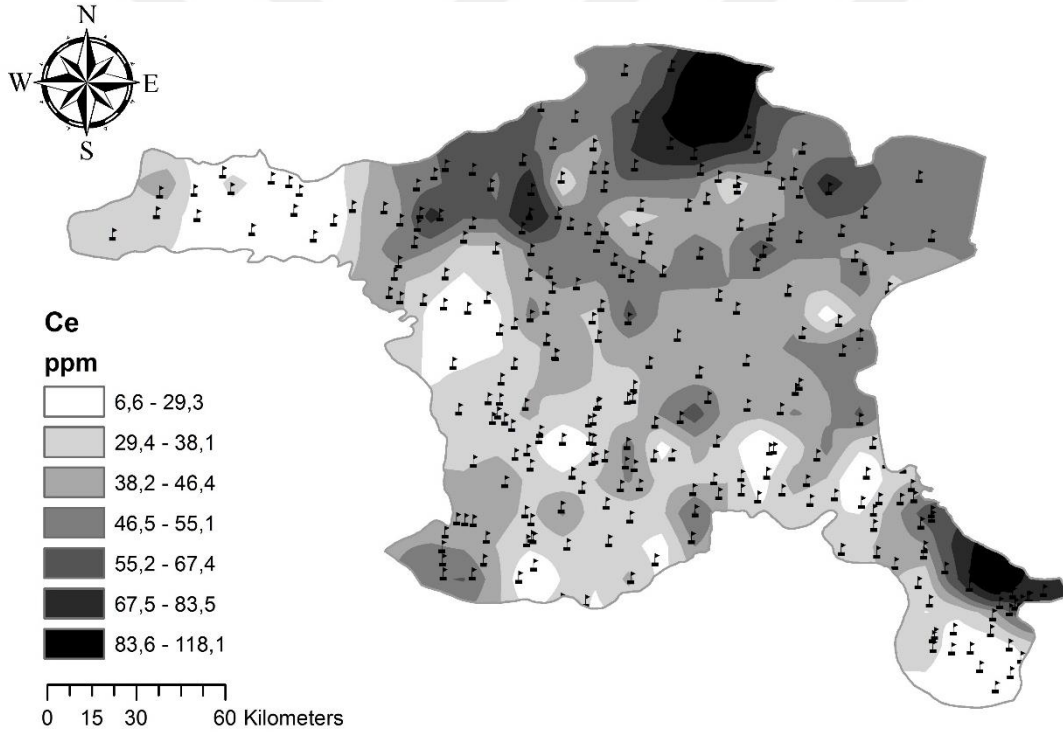 N
W E
S
Ce
ppm
6,6 - 29,3
29,4 - 38,1
38,2 - 46,4
46,5 - 55,1
55,2 - 67,4
67,5 - 83,5
83,6 - 118,1
0 15 30 60 Kilometers